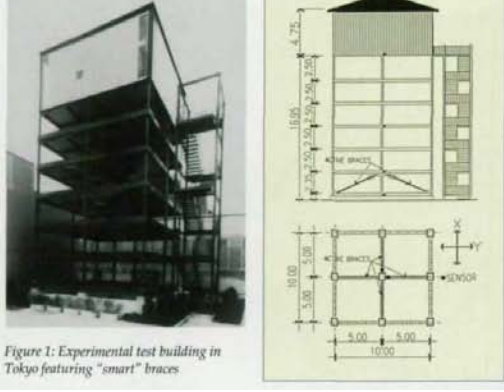 Figure 1: Experimental test building in
Tokyo featuring "smart" braces
4.75
2.50
2.50
2.50
2.50
2.50
ACTIVE BRACES
X
Y
ACTIVE BRACES
SENSOR
10.00
5.00
5.00
5.00
5.00
10.00